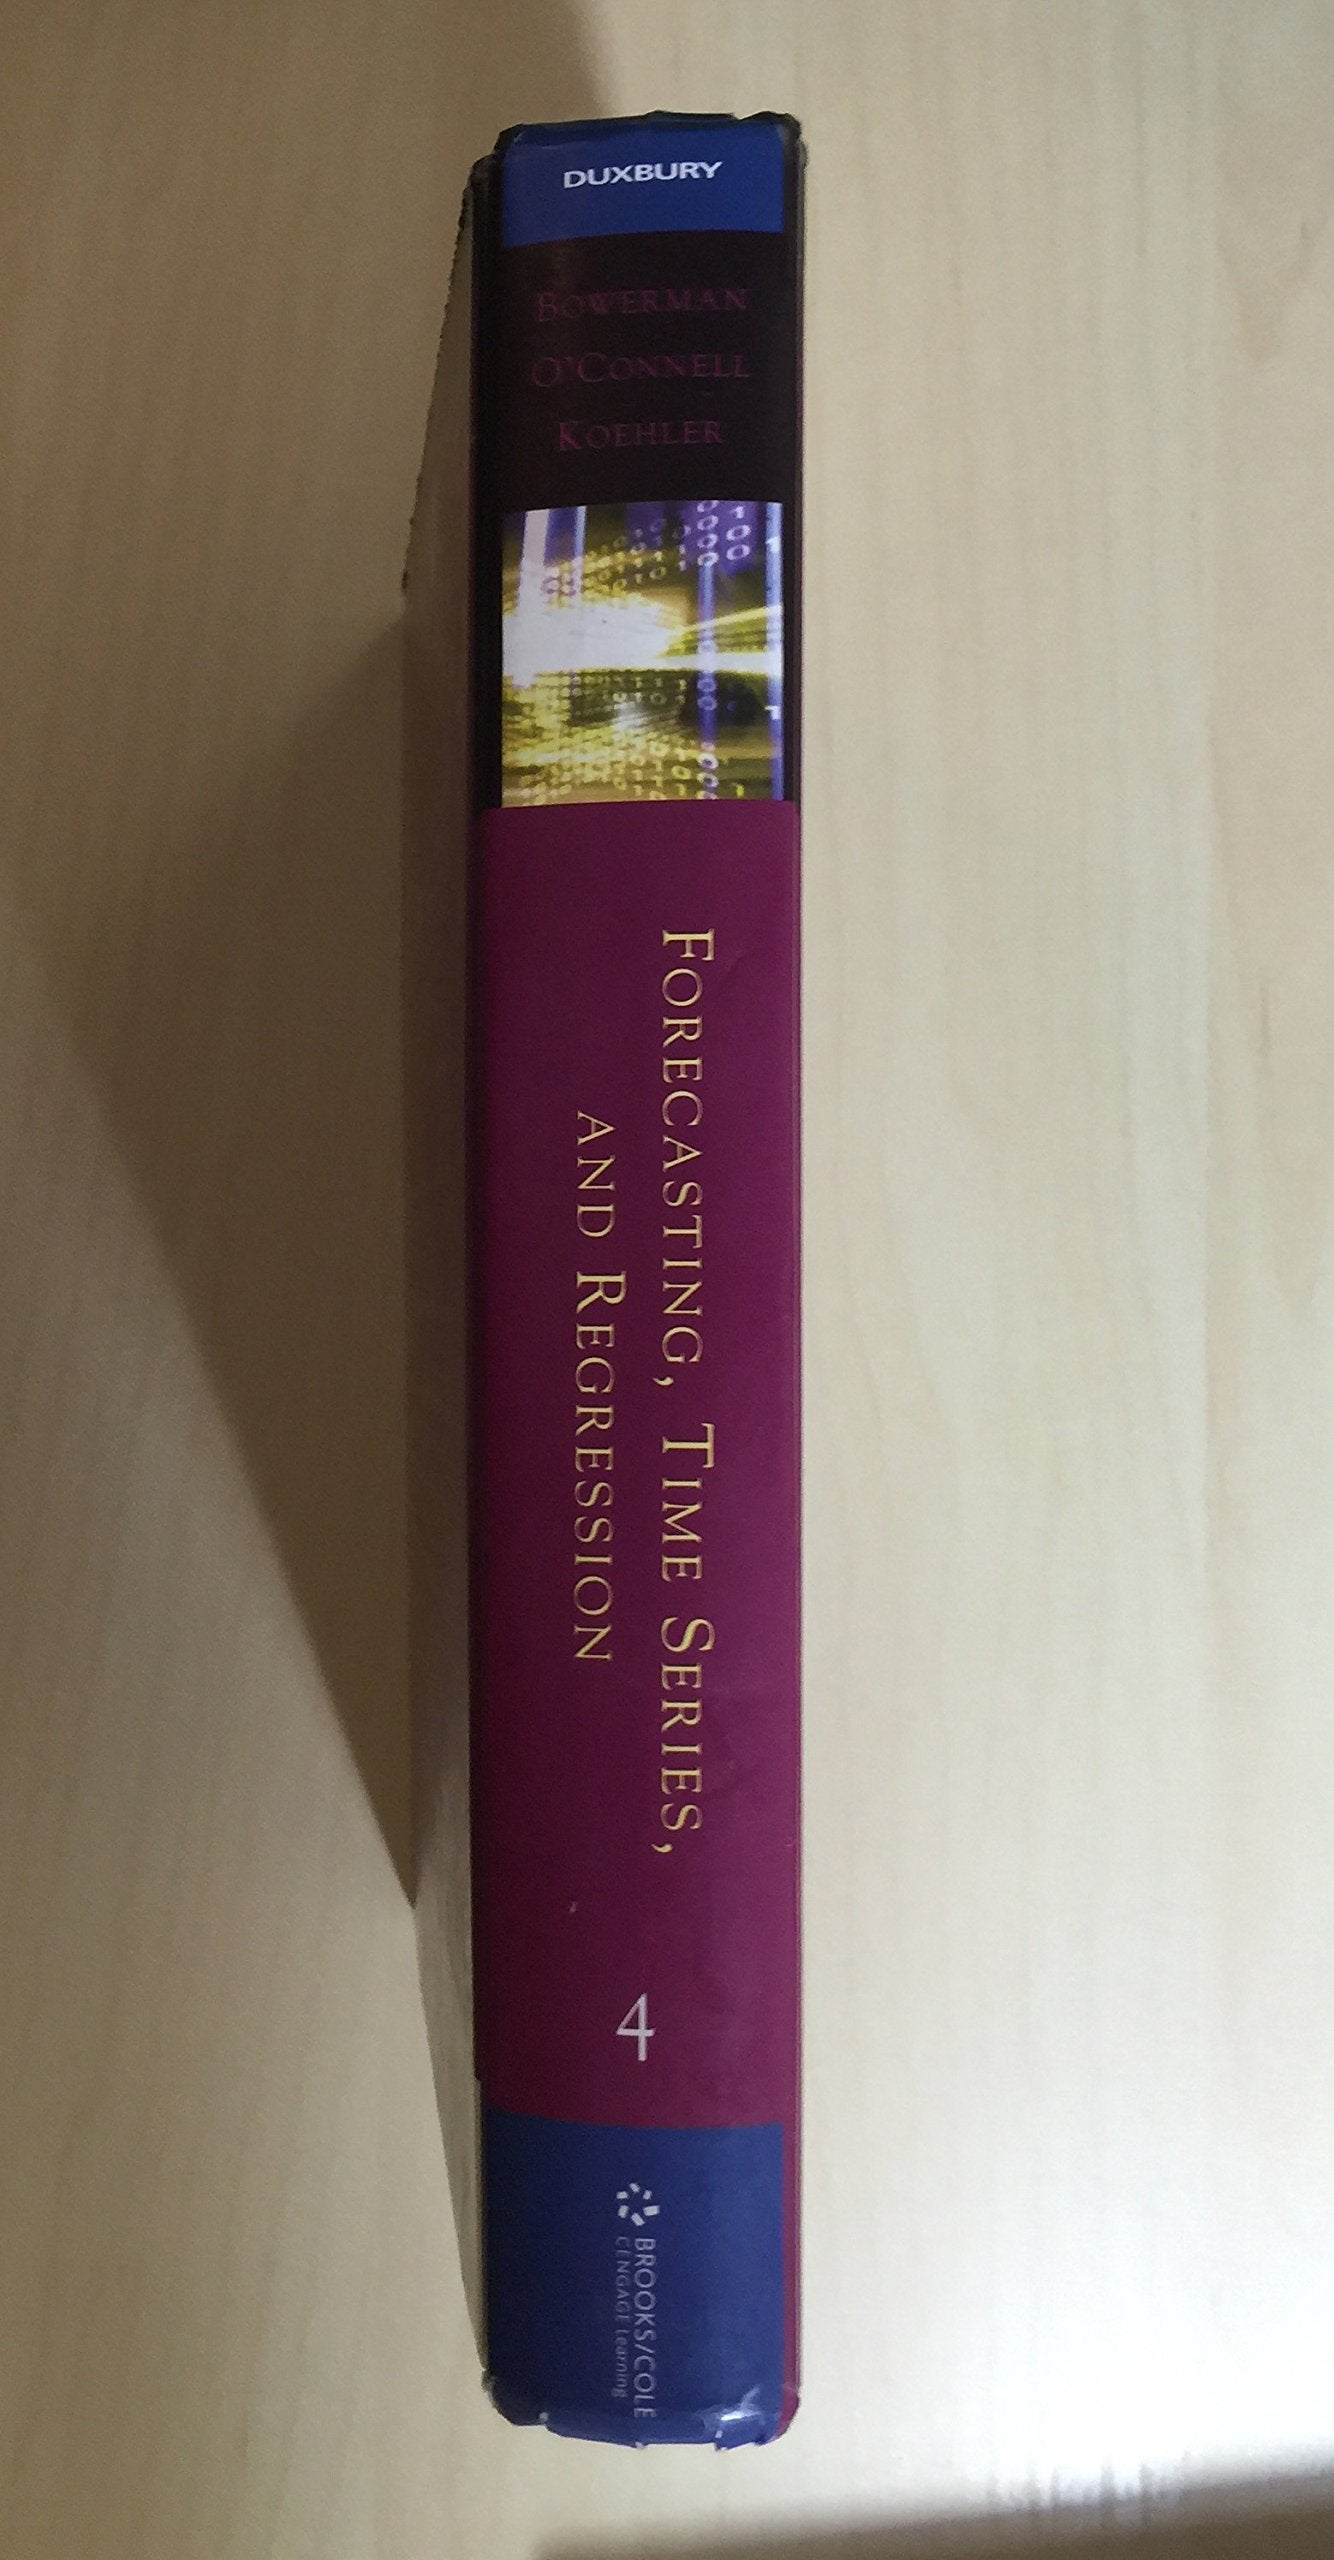 DUXBURY
BOWERMAN
O'CONNELL
KOEHLER
FORECASTING, TIME SERIES,
AND REGRESSION
4
BROOKS/COLE
CENGAGE Learning